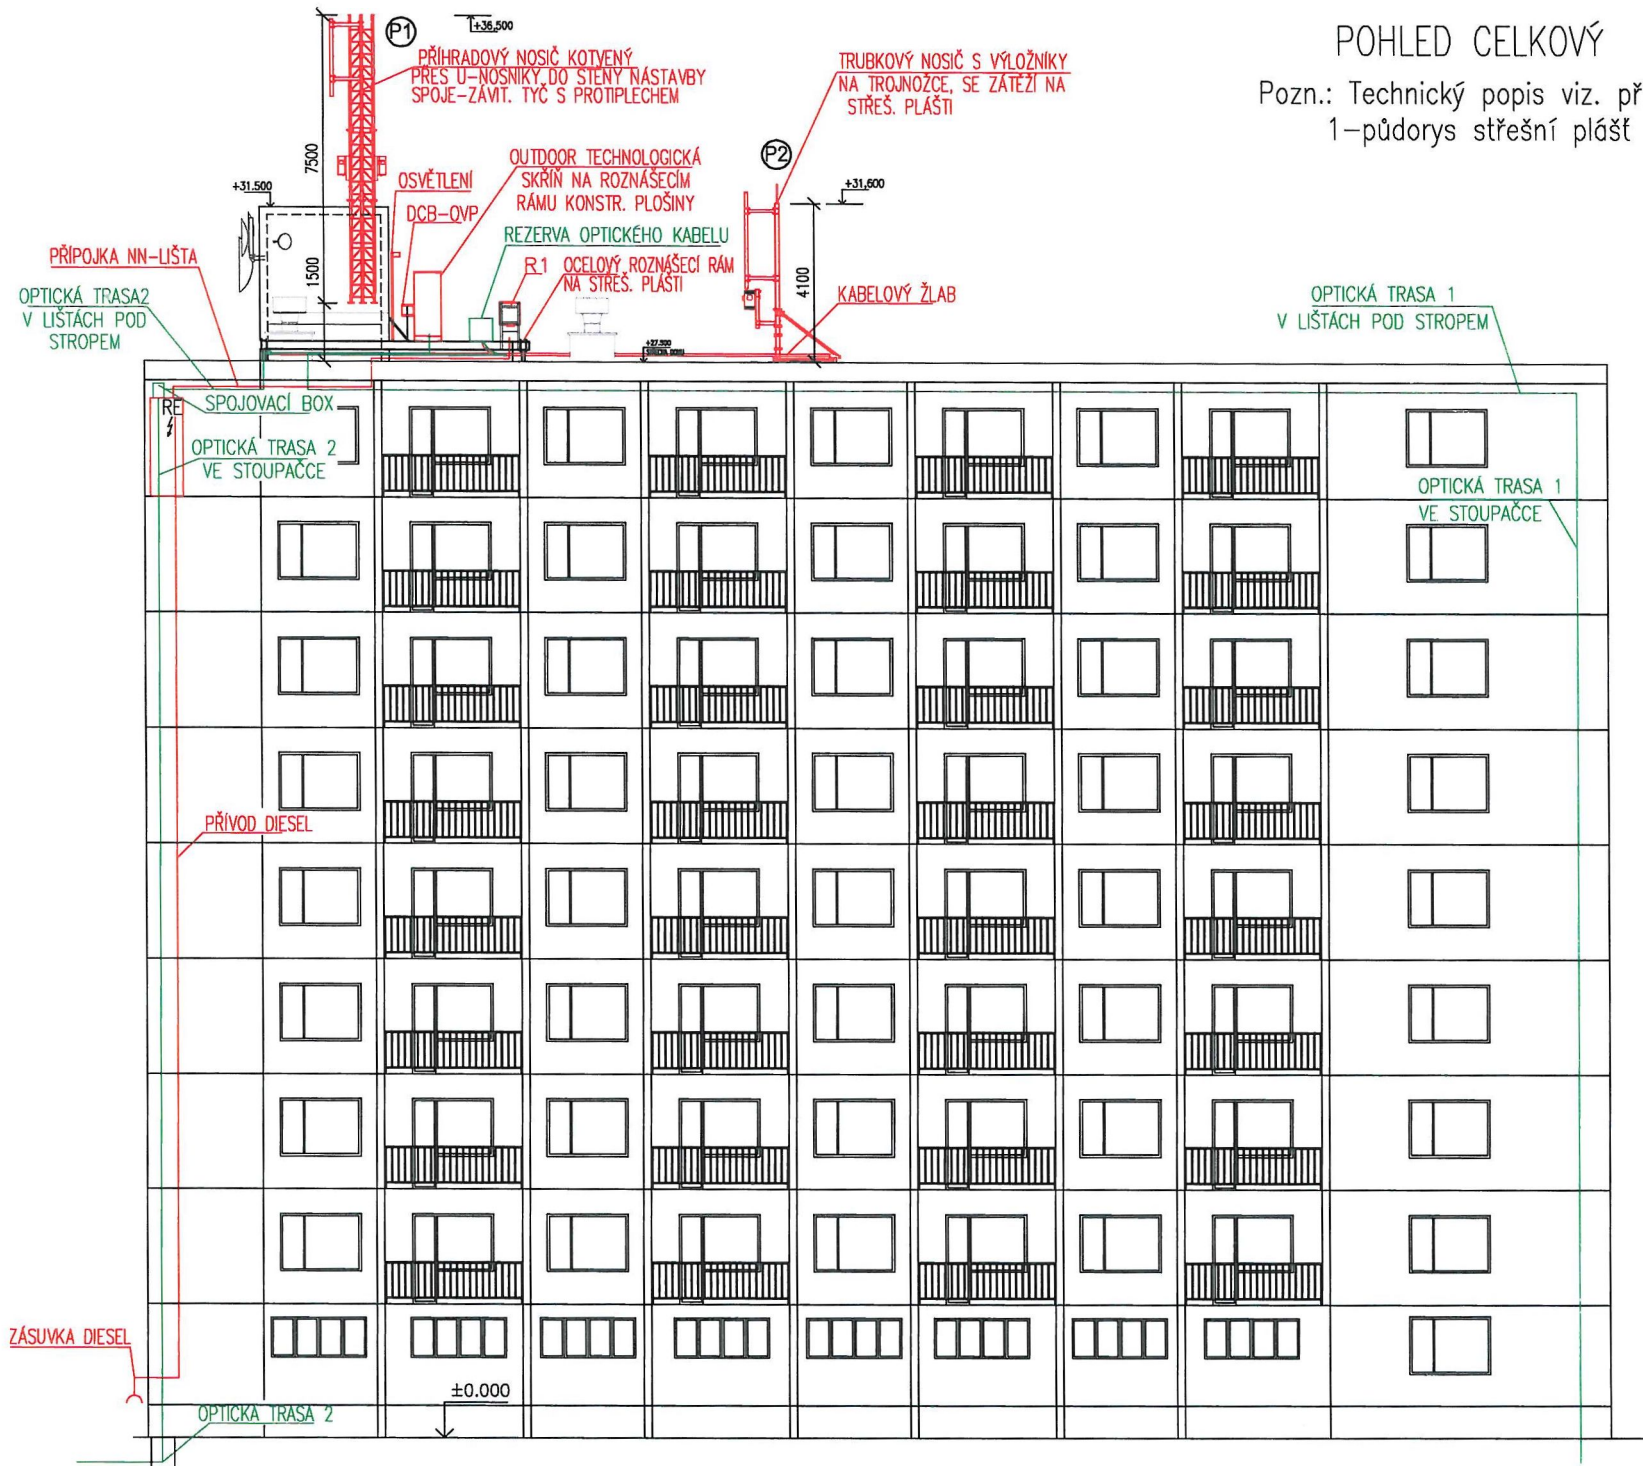 POHLED CELKOVÝ
Pozn.: Technický popis viz. př
1-půdorys střešní plášť
P1
+36,500
PŘÍHRADOVÝ NOSIČ KOTVENÝ
PŘES U-NOSNIKY DO STĚNY NÁSTAVBY
SPOJE-ZÁVIT. TYČ S PROTIPLECHEM
TRUBKOVÝ NOSIČ S VÝLOŽNÍKY
NA TROJNOŽCE, SE ZÁTĚŽÍ NA
STŘEŠ. PLÁŠTI
P2
7500
OUTDOOR TECHNOLOGICKÁ
SKŘÍŇ NA ROZNÁŠECÍM
RÁMU KONSTR. PLOŠINY
OSVĚTLENÍ
+31.500
+31,600
DCB-OVP
REZERVA OPTICKÉHO KABELU
PŘÍPOJKA NN-LIŠTA
R1
OCELOVÝ ROZNÁŠECÍ RÁM
NA STŘEŠ. PLÁŠTI
1500
4100
KABELOVÝ ŽLAB
OPTICKÁ TRASA2
V LIŠTÁCH POD
STROPEM
OPTICKÁ TRASA 1
V LIŠTÁCH POD STROPEM
+27.500
SPOJOVACÍ BOX
RE
OPTICKÁ TRASA 2
VE STOUPAČCE
OPTICKÁ TRASA 1
VE STOUPAČCE
PŘÍVOD DIESEL
ZÁSUVKA DIESEL
±0.000
OPTICKÁ TRASA 2